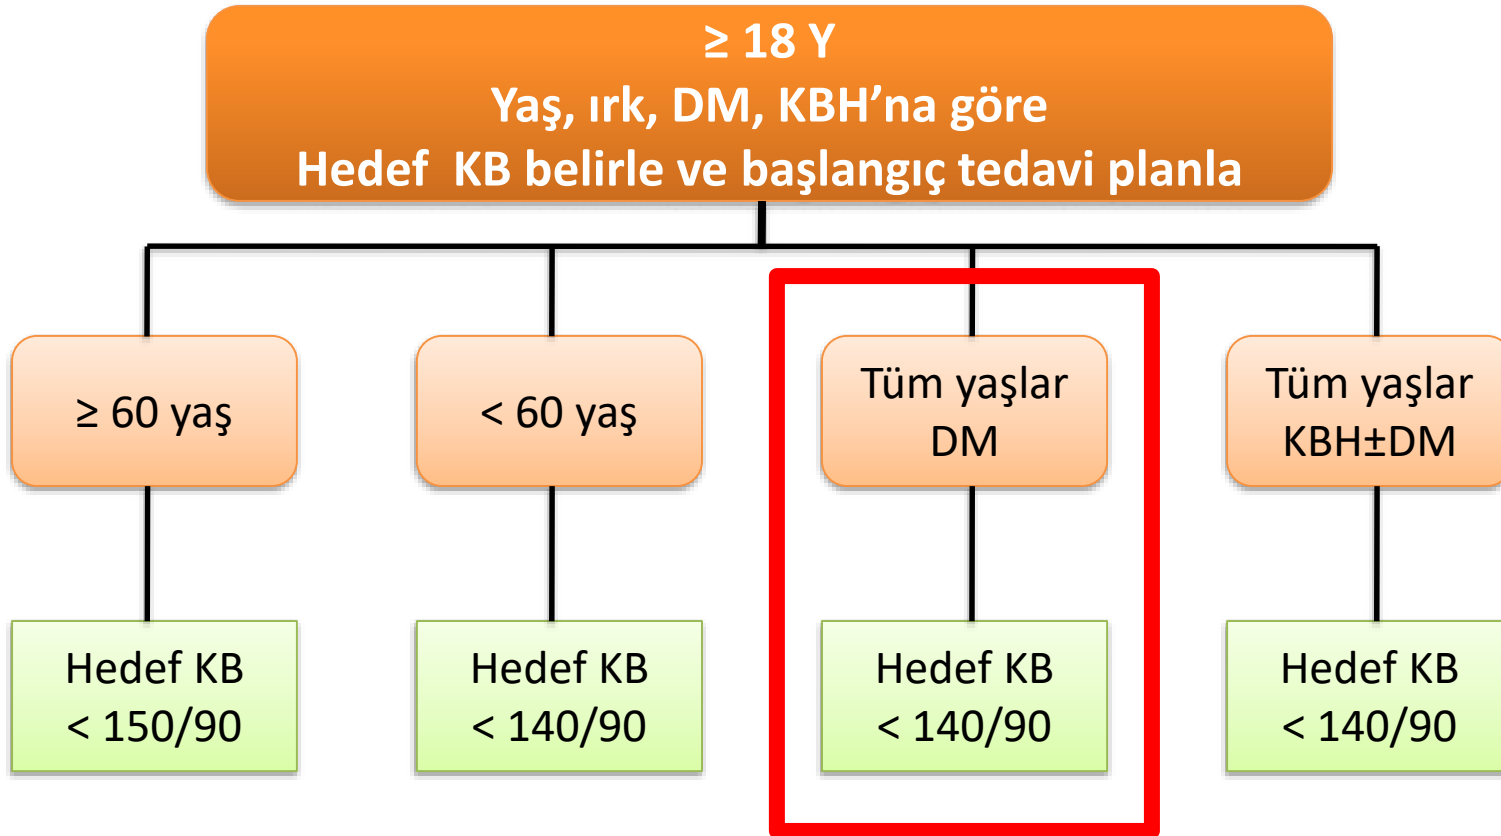 ≥ 18 Y
Yaş, ırk, DM, KBH’na göre
Hedef KB belirle ve başlangıç tedavi planla
≥ 60 yaş
< 60 yaş
Tüm yaşlar
DM
Tüm yaşlar
KBH±DM
Hedef KB
< 150/90
Hedef KB
< 140/90
Hedef KB
< 140/90
Hedef KB
< 140/90